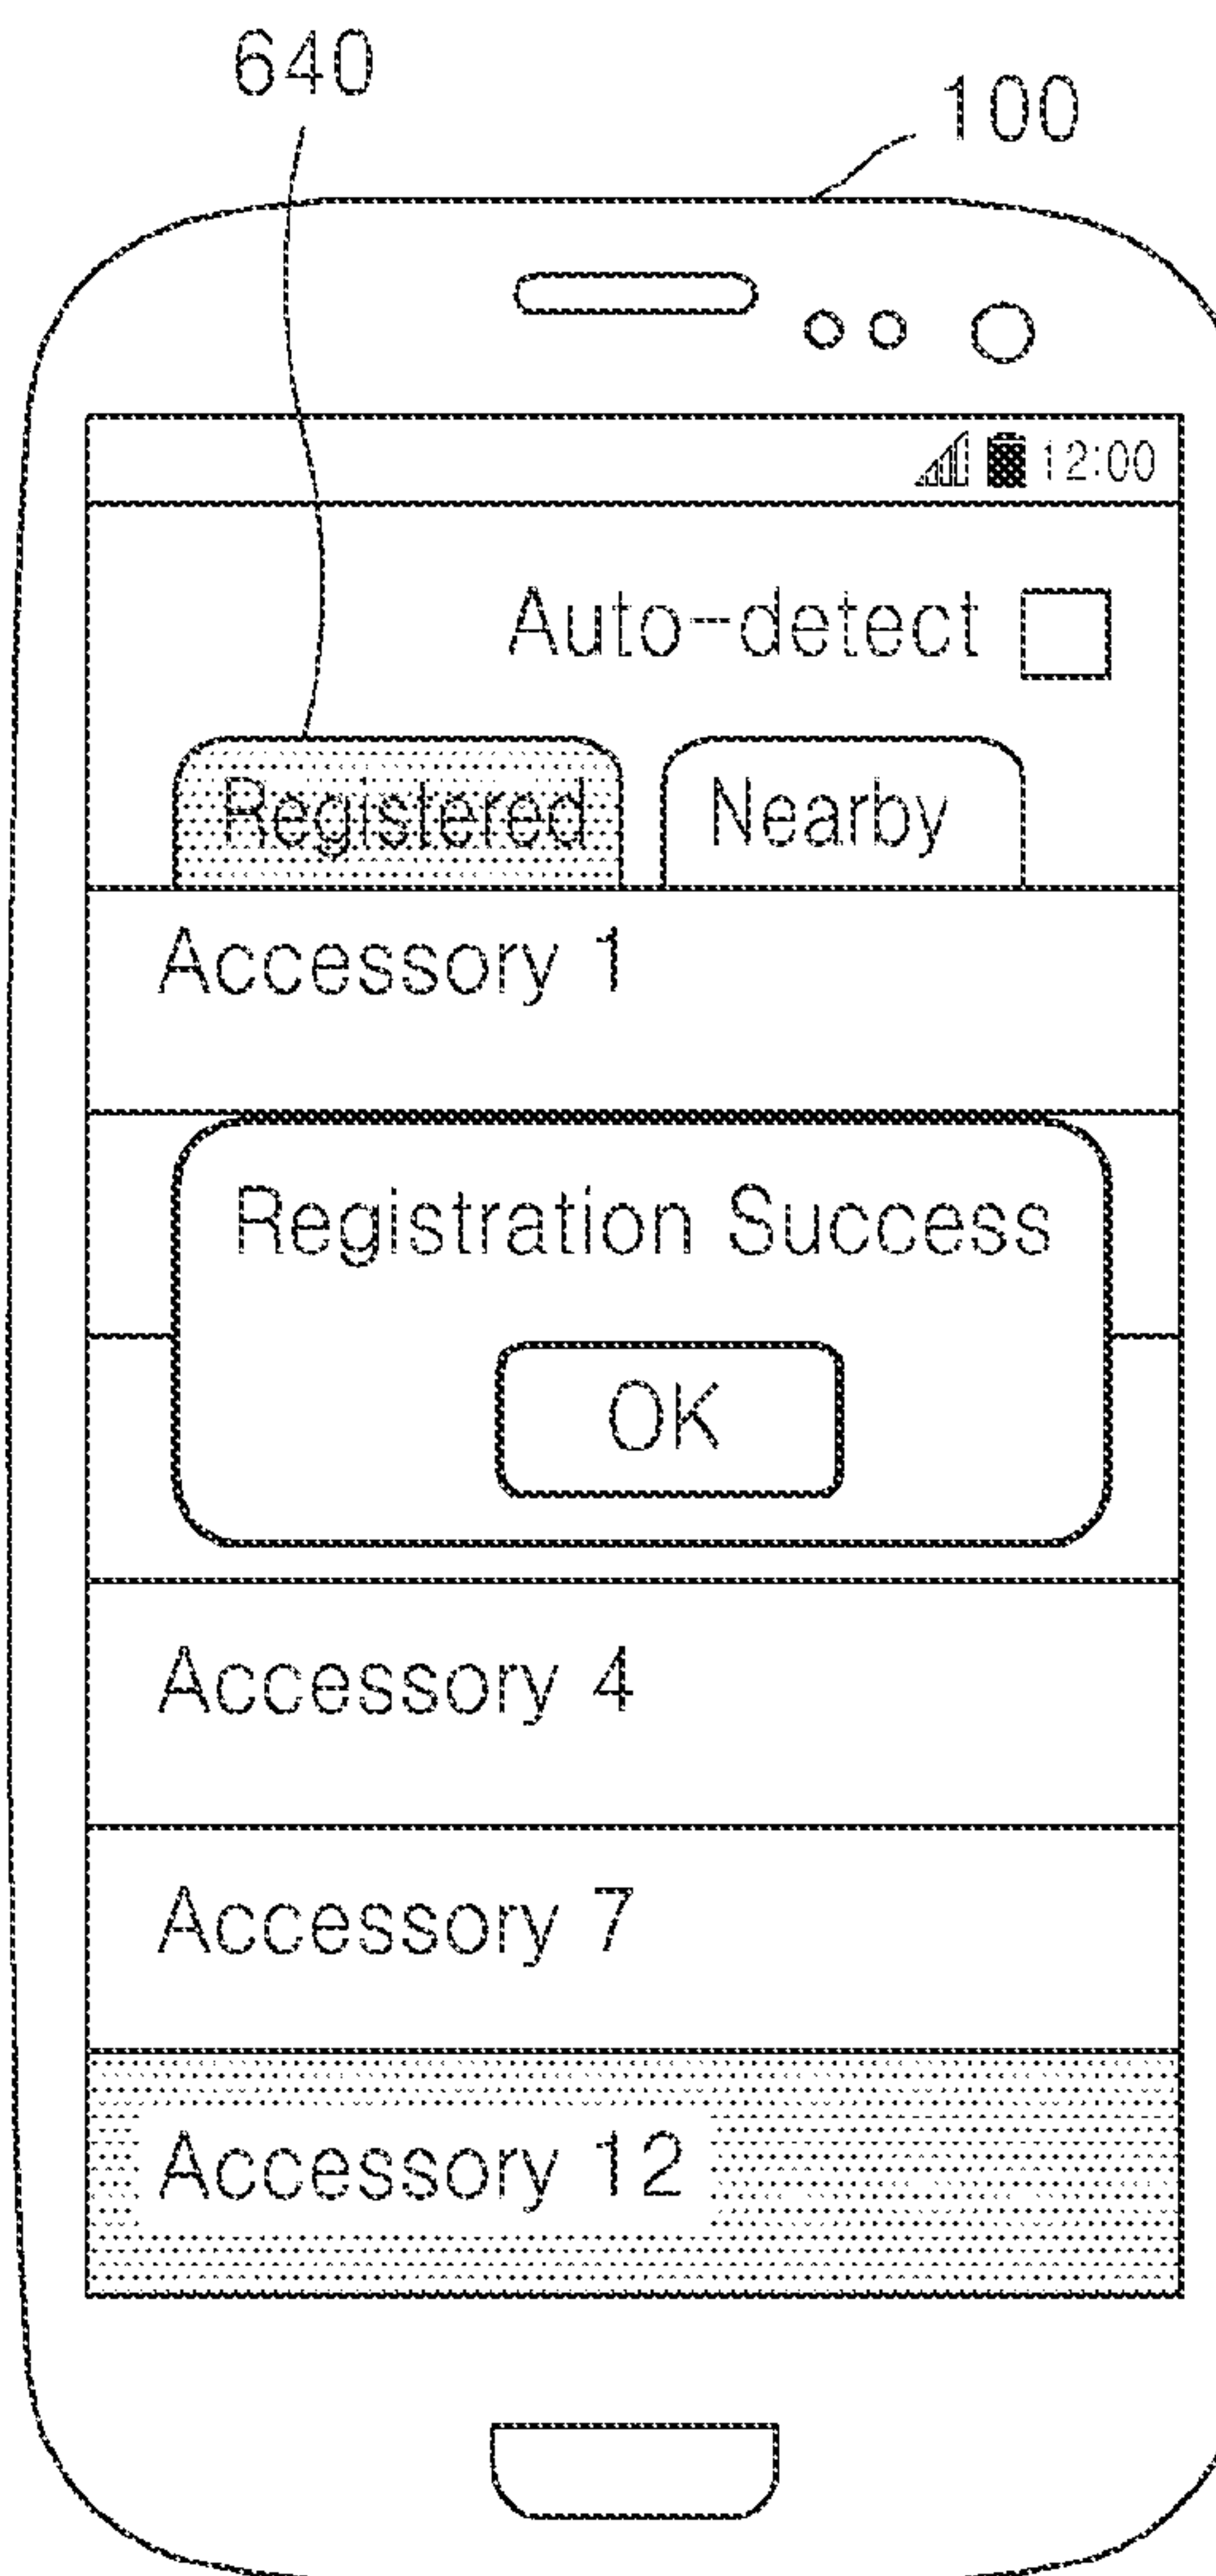 640
100
12:00
Auto-detect
Registered Nearby
Accessory 1
Registration Success
OK
Accessory 4
Accessory 7
Accessory 12